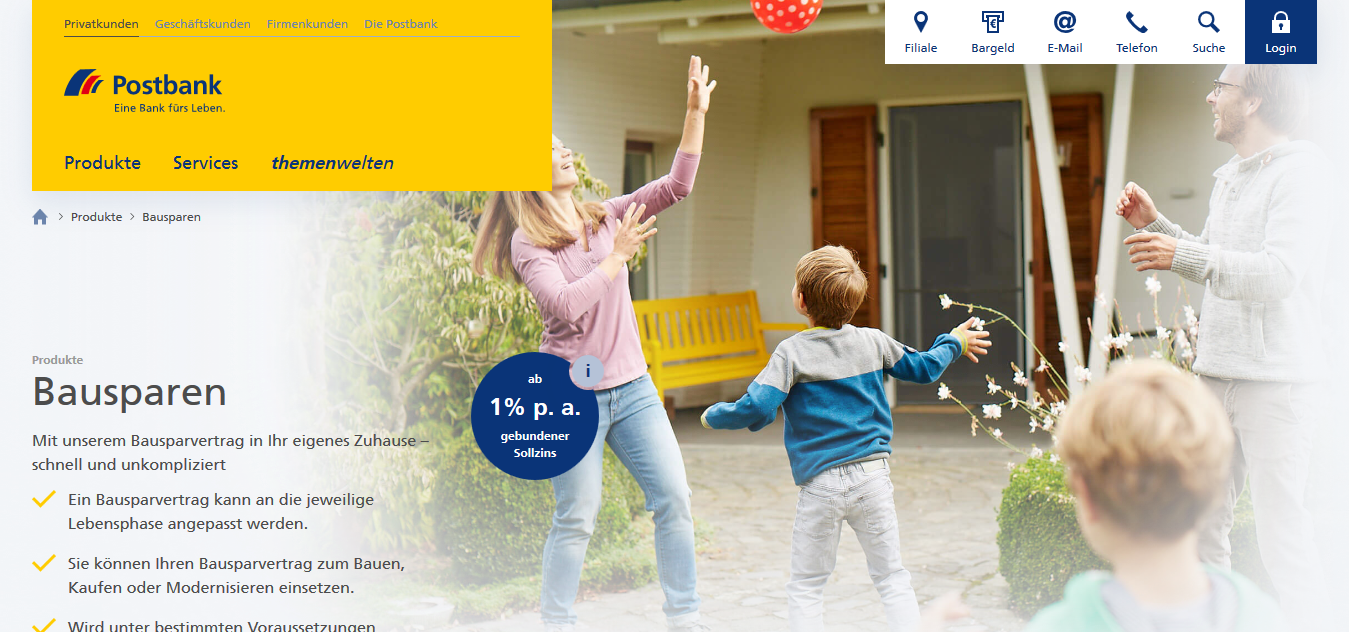 Privatkunden Geschäftskunden Firmenkunden Die Postbank
Filiale Bargeld E-Mail Telefon Suche Login
Postbank
Eine Bank fürs Leben.
Produkte Services themenwelten
Produkte > Bausparen
Produkte
Bausparen
Mit unserem Bausparvertrag in Ihr eigenes Zuhause –
schnell und unkompliziert
Ein Bausparvertrag kann an die jeweilige
Lebensphase angepasst werden.
Sie können Ihren Bausparvertrag zum Bauen,
Kaufen oder Modernisieren einsetzen.
Wird unter bestimmten Voraussetzungen
i
ab
1% p. a.
gebundener
Sollzins